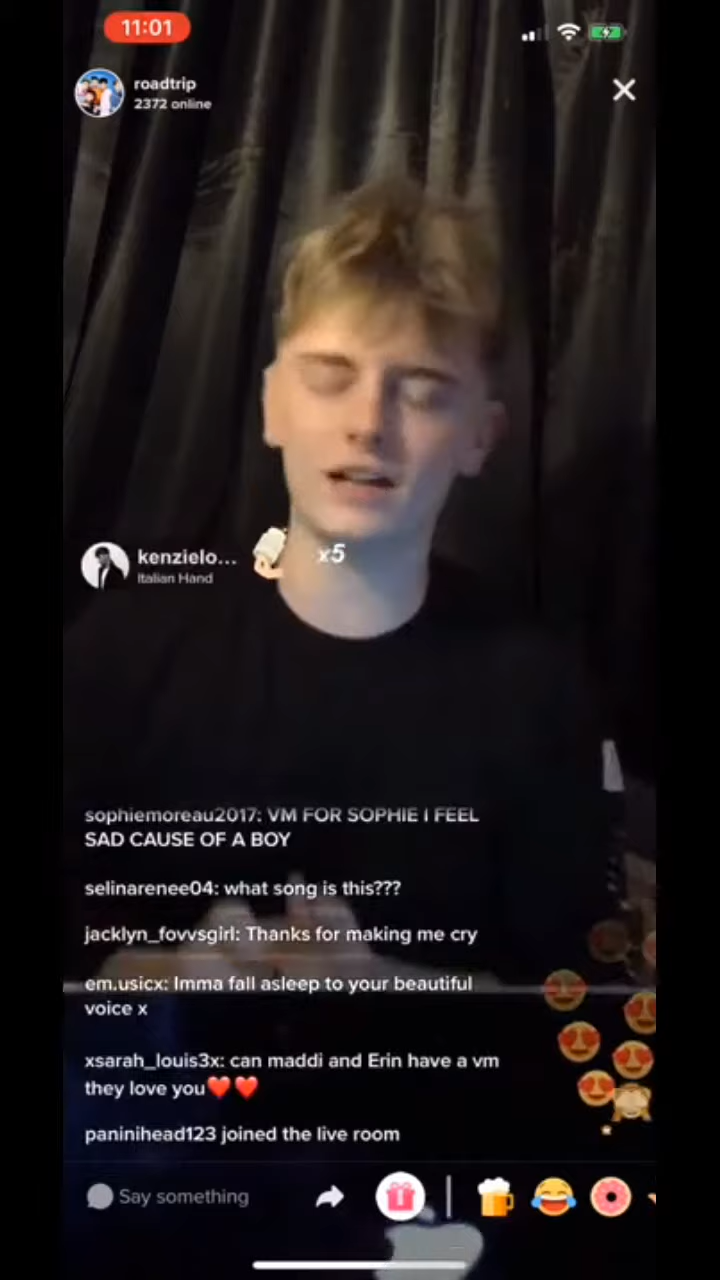 11:01
roadtrip
2372 online
kenzielo...
Italian Hand
x5
sophiemoreau2017: VM FOR SOPHIE I FEEL
SAD CAUSE OF A BOY
selinarenee04: what song is this???
jacklyn_fovvsgirl: Thanks for making me cry
em.usicx: Imma fall asleep to your beautiful
voice x
xsarah_louis3x: can maddi and Erin have a vm
they love you❤️❤️
paninihead123 joined the live room
Say something